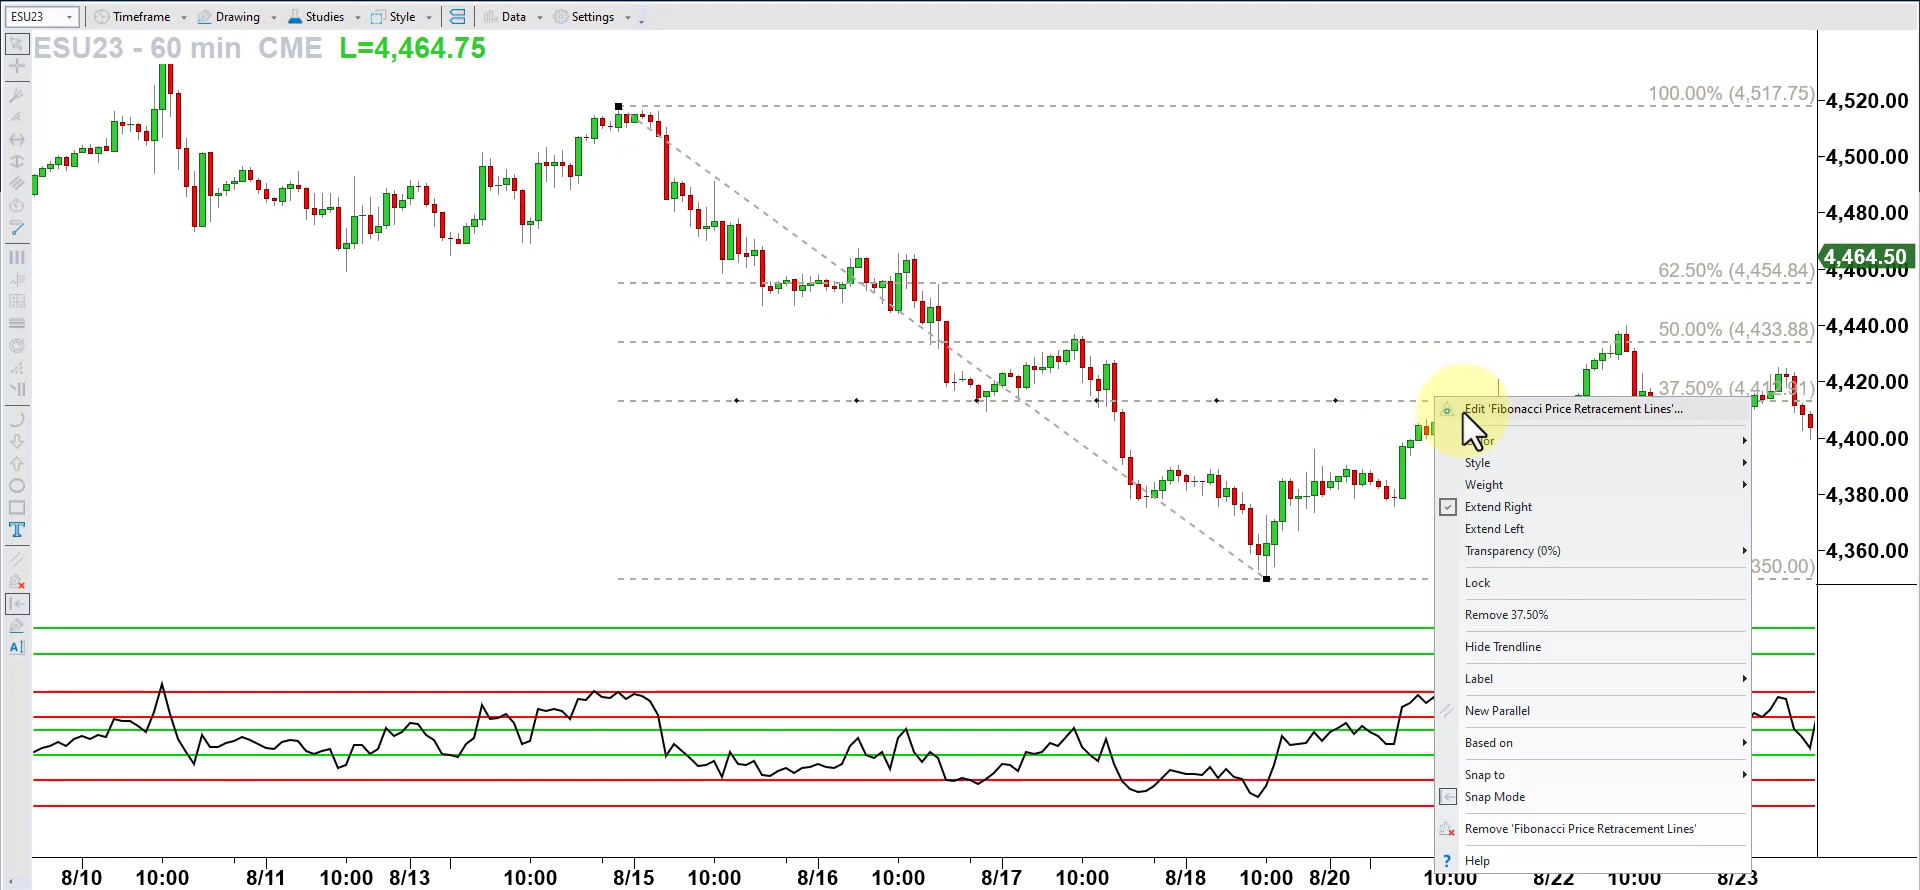 ESU23 Timeframe Drawing Studies Style Data Settings
ESU23 - 60 min CME L=4,464.75
100.00% (4,517.75)
4,520.00
4,500.00
4,480.00
4,464.50
62.50% (4,454.84)
4,460.00
50.00% (4,433.88)
4,440.00
37.50% (4,412.91)
4,420.00
4,400.00
4,380.00
4,360.00
350.00)
Edit 'Fibonacci Price Retracement Lines'...
Style
Weight
Extend Right
Extend Left
Transparency (0%)
Lock
Remove 37.50%
Hide Trendline
Label
New Parallel
Based on
Snap to
Snap Mode
Remove 'Fibonacci Price Retracement Lines'
? Help
8/10 10:00 8/11 10:00 8/13 10:00 8/15 10:00 8/16 10:00 8/17 10:00 8/18 10:00 8/20 10:00 8/22 10:00 8/23